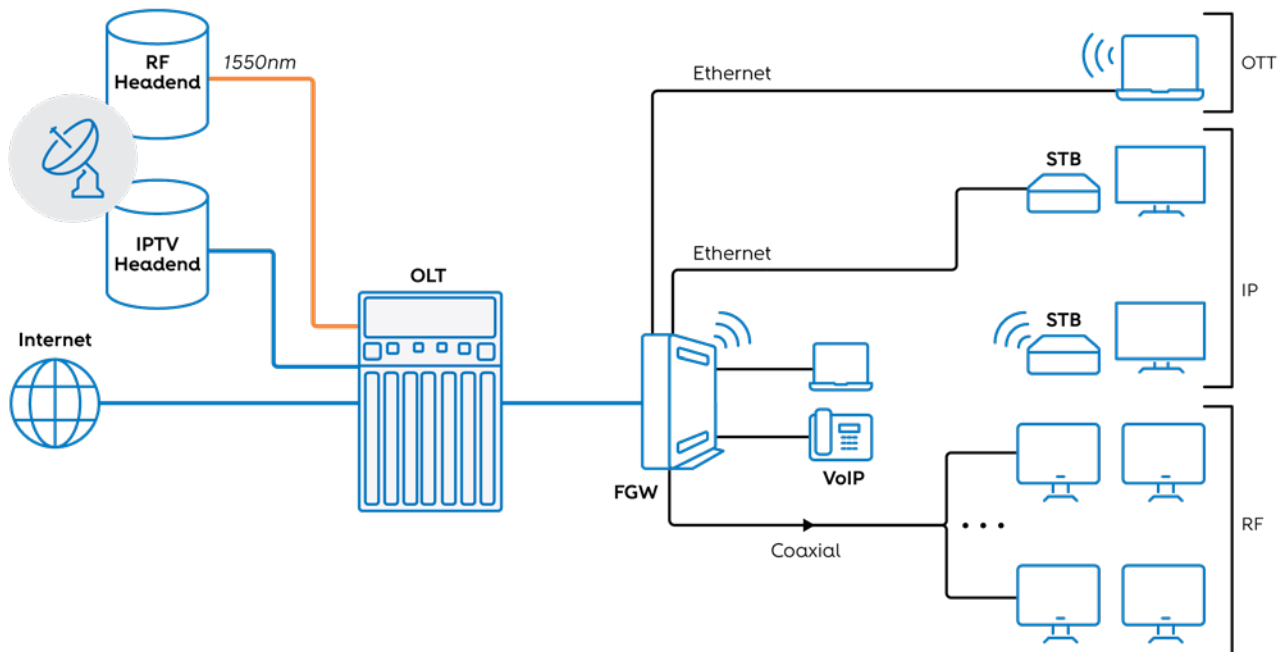 RF
Headend
1550nm
IPTV
Headend
Internet
OLT
Ethernet
OTT
STB
Ethernet
IP
STB
FGW
VoIP
Coaxial
RF